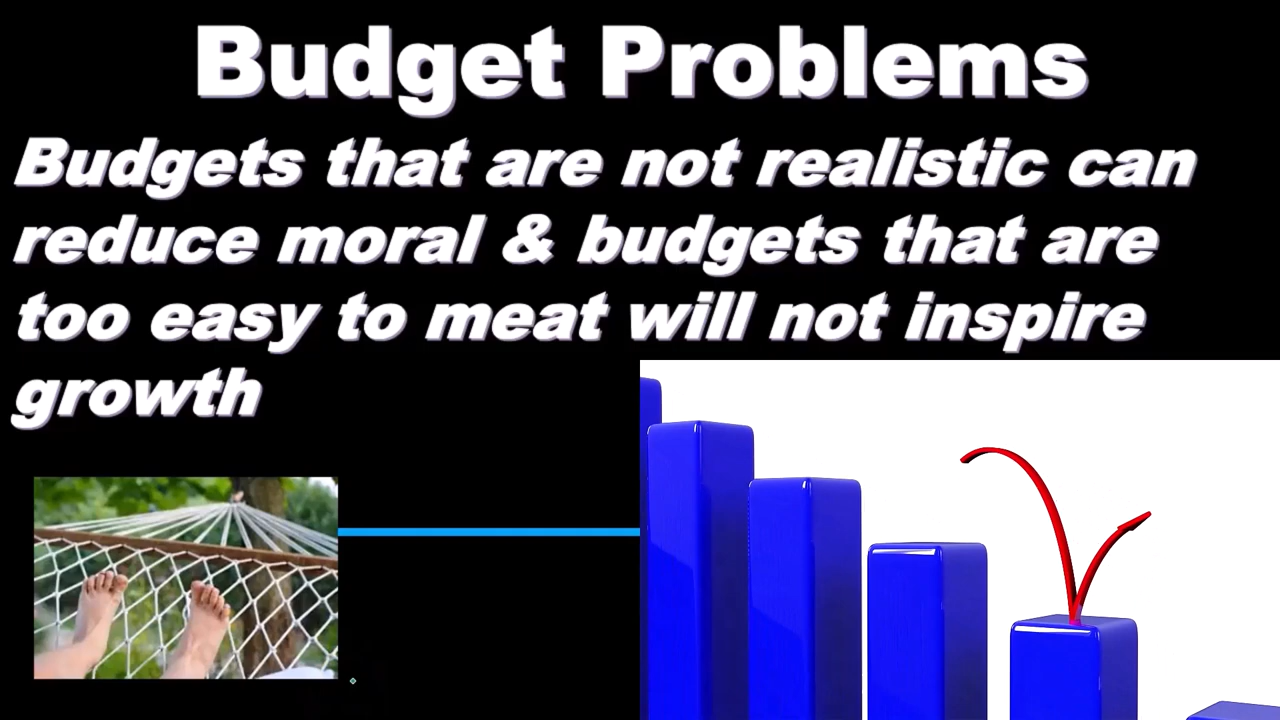 Budget Problems
Budgets that are not realistic can
reduce moral & budgets that are
too easy to meat will not inspire
growth